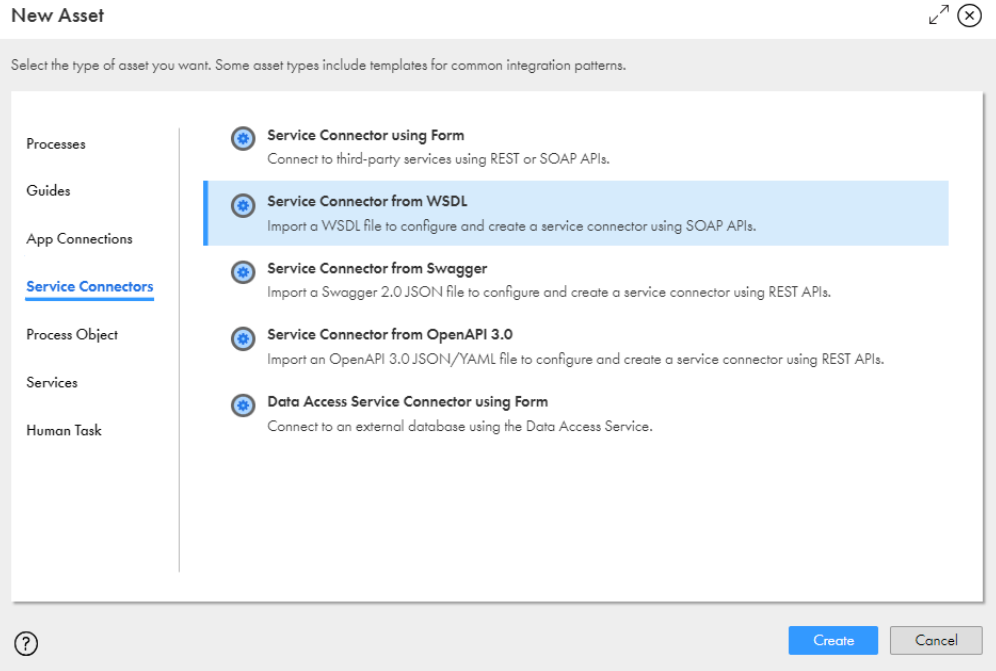 New Asset
Select the type of asset you want. Some asset types include templates for common integration patterns.
Processes
Guides
App Connections
Service Connectors
Process Object
Services
Human Task
Service Connector using Form
Connect to third-party services using REST or SOAP APIs.
Service Connector from WSDL
Import a WSDL file to configure and create a service connector using SOAP APIs.
Service Connector from Swagger
Import a Swagger 2.0 JSON file to configure and create a service connector using REST APIs.
Service Connector from OpenAPI 3.0
Import an OpenAPI 3.0 JSON/YAML file to configure and create a service connector using REST APIs.
Data Access Service Connector using Form
Connect to an external database using the Data Access Service.
?
Create
Cancel